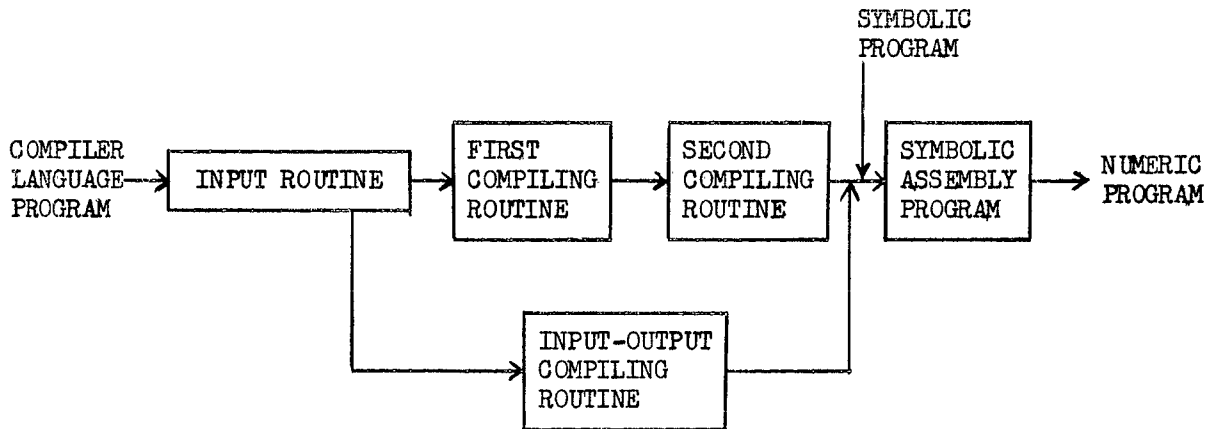 SYMBOLIC
PROGRAM
COMPILER
LANGUAGE
PROGRAM
INPUT ROUTINE
FIRST
COMPILING
ROUTINE
SECOND
COMPILING
ROUTINE
SYMBOLIC
ASSEMBLY
PROGRAM
NUMERIC
PROGRAM
INPUT-OUTPUT
COMPILING
ROUTINE